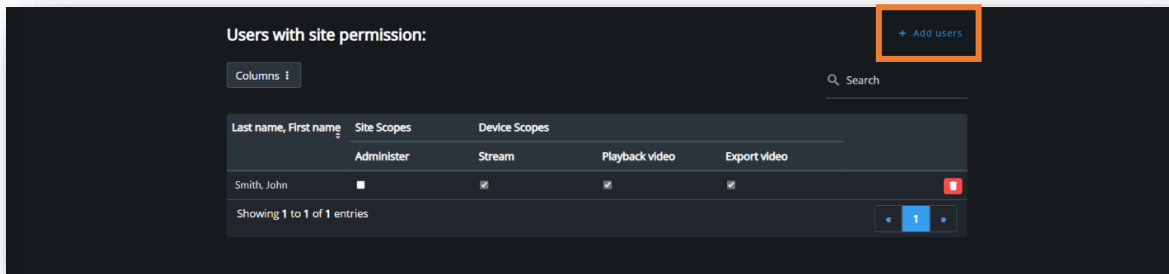 Users with site permission:
+ Add users
Columns
Search
Last name, First name Site Scopes Device Scopes
Administer Stream Playback video Export video
Smith, John
Showing 1 to 1 of 1 entries
« 1 »